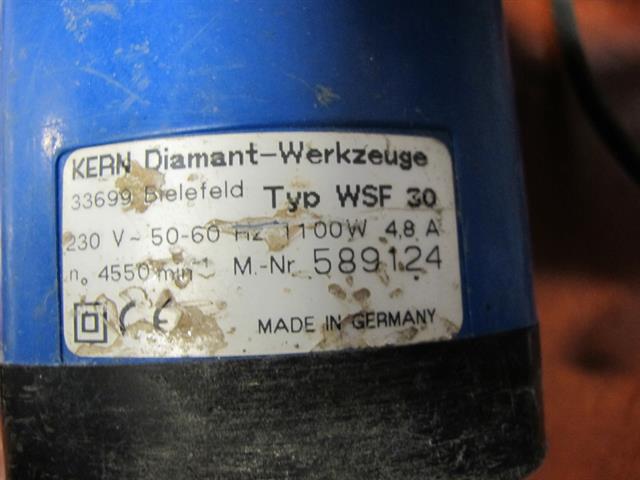 KERN Diamant-Werkzeuge
33699 Bielefeld Typ WSF 30
230 V~ 50-60 Hz 1100W 4,8 A
n₀ 4550 min⁻¹ M.-Nr. 589124
CE MADE IN GERMANY